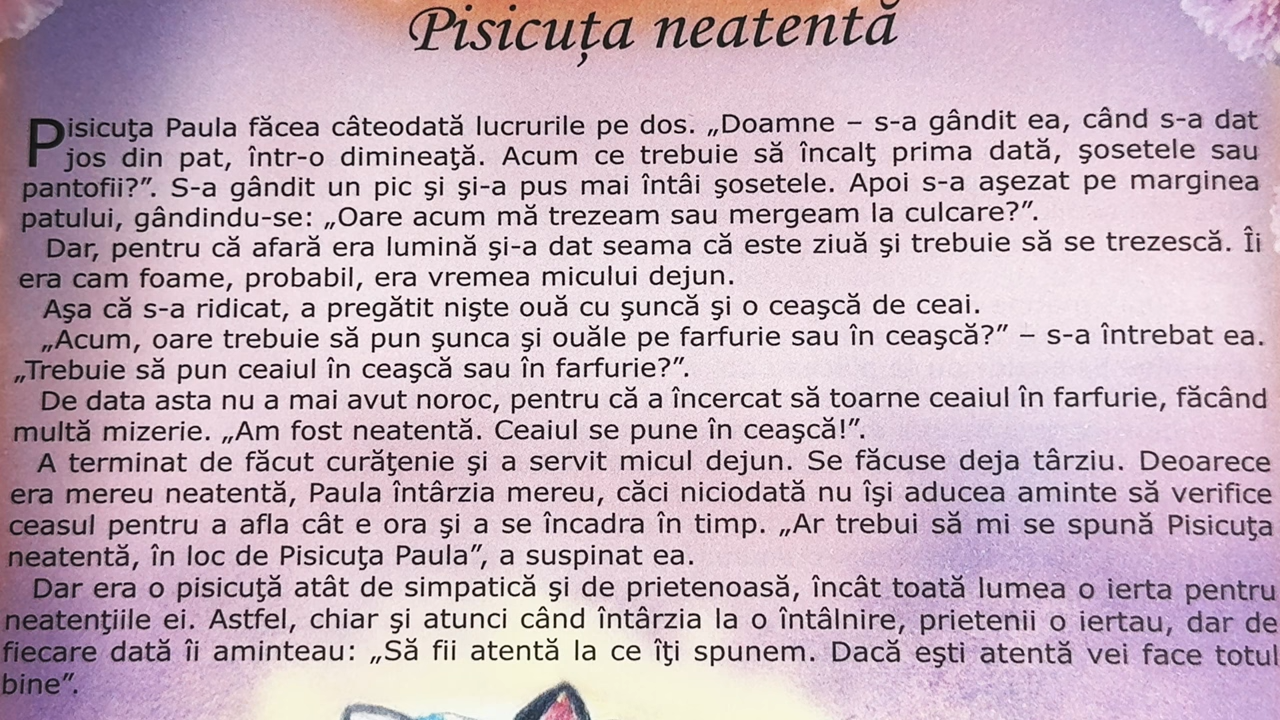 Pisicuța neatentă
Pisicuţa Paula făcea câteodată lucrurile pe dos. „Doamne – s-a gândit ea, când s-a dat
jos din pat, într-o dimineaţă. Acum ce trebuie să încalţ prima dată, şosetele sau
pantofii?”. S-a gândit un pic şi şi-a pus mai întâi şosetele. Apoi s-a aşezat pe marginea
patului, gândindu-se: „Oare acum mă trezeam sau mergeam la culcare?”.
Dar, pentru că afară era lumină şi-a dat seama că este ziuă şi trebuie să se trezescă. Îi
era cam foame, probabil, era vremea micului dejun.
Aşa că s-a ridicat, a pregătit nişte ouă cu şuncă şi o ceaşcă de ceai.
„Acum, oare trebuie să pun şunca şi ouăle pe farfurie sau în ceaşcă?” – s-a întrebat ea.
„Trebuie să pun ceaiul în ceaşcă sau în farfurie?”.
De data asta nu a mai avut noroc, pentru că a încercat să toarne ceaiul în farfurie, făcând
multă mizerie. „Am fost neatentă. Ceaiul se pune în ceaşcă!”.
A terminat de făcut curăţenie şi a servit micul dejun. Se făcuse deja târziu. Deoarece
era mereu neatentă, Paula întârzia mereu, căci niciodată nu îşi aducea aminte să verifice
ceasul pentru a afla cât e ora şi a se încadra în timp. „Ar trebui să mi se spună Pisicuţa
neatentă, în loc de Pisicuţa Paula”, a suspinat ea.
Dar era o pisicuţă atât de simpatică şi de prietenoasă, încât toată lumea o ierta pentru
neatenţiile ei. Astfel, chiar şi atunci când întârzia la o întâlnire, prietenii o iertau, dar de
fiecare dată îi aminteau: „Să fii atentă la ce îţi spunem. Dacă eşti atentă vei face totul
bine”.